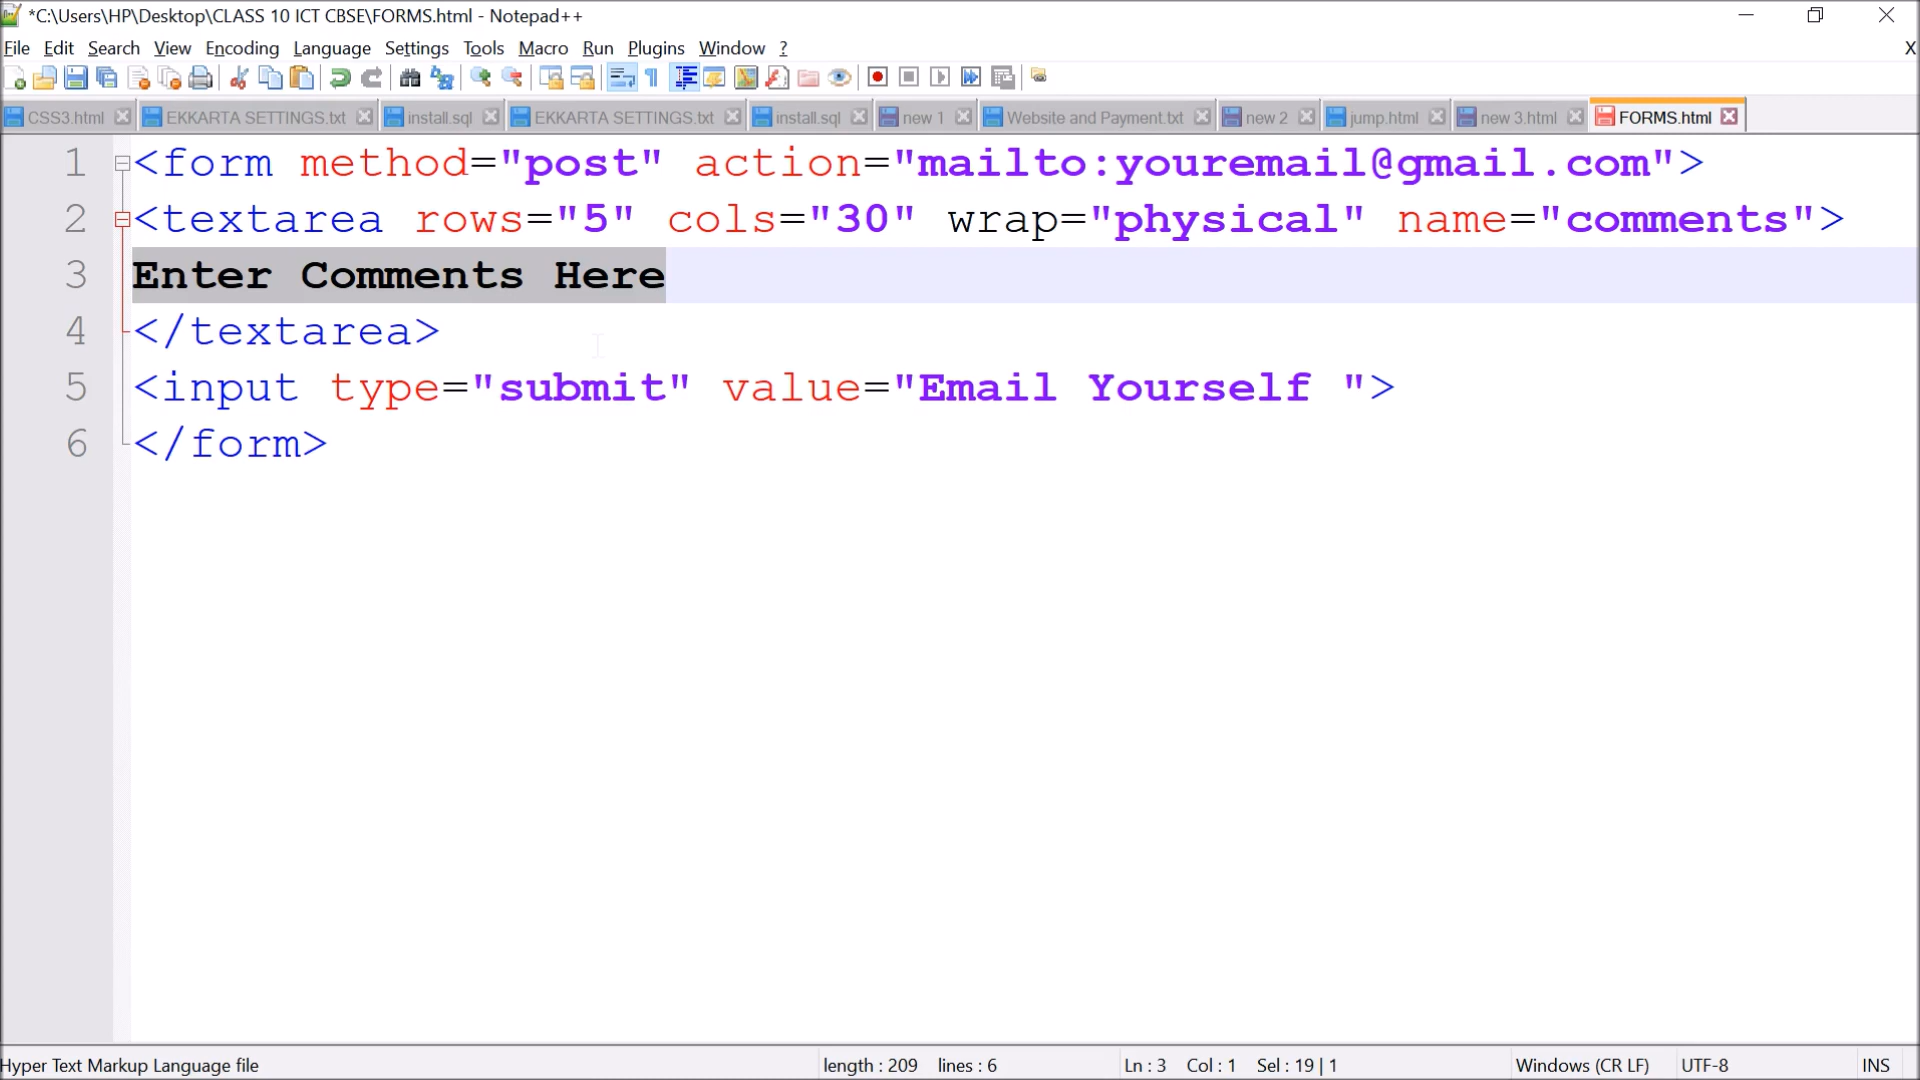 *C:\Users\HP\Desktop\CLASS 10 ICT CBSE\FORMS.html - Notepad++
File Edit Search View Encoding Language Settings Tools Macro Run Plugins Window ? X
CSS3.html EKKARTA SETTINGS.txt install.sql EKKARTA SETTINGS.txt install.sql new 1 Website and Payment.txt new 2 jump.html new 3.html FORMS.html
1 <form method="post" action="mailto:youremail@gmail.com">
2 <textarea rows="5" cols="30" wrap="physical" name="comments">
3 Enter Comments Here
4 </textarea>
5 <input type="submit" value="Email Yourself ">
6 </form>
Hyper Text Markup Language file length : 209 lines : 6 Ln : 3 Col : 1 Sel : 19 | 1 Windows (CR LF) UTF-8 INS